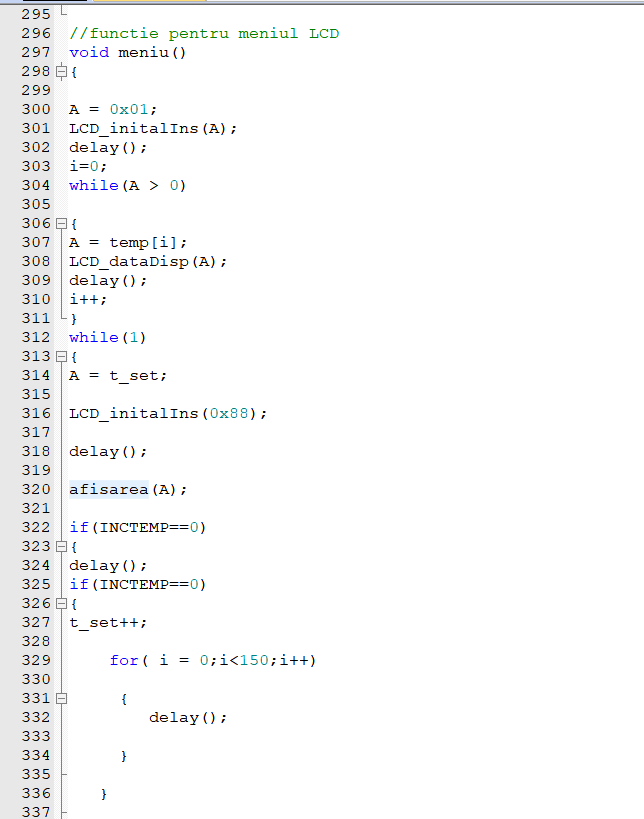 295
296 //functie pentru meniul LCD
297 void meniu()
298 {
299
300 A = 0x01;
301 LCD_initalIns(A);
302 delay();
303 i=0;
304 while(A > 0)
305
306 {
307 A = temp[i];
308 LCD_dataDisp(A);
309 delay();
310 i++;
311 }
312 while(1)
313 {
314 A = t_set;
315
316 LCD_initalIns(0x88);
317
318 delay();
319
320 afisarea(A);
321
322 if(INCTEMP==0)
323 {
324 delay();
325 if(INCTEMP==0)
326 {
327 t_set++;
328
329 for( i = 0;i<150;i++)
330
331 {
332 delay();
333
334 }
335
336 }
337